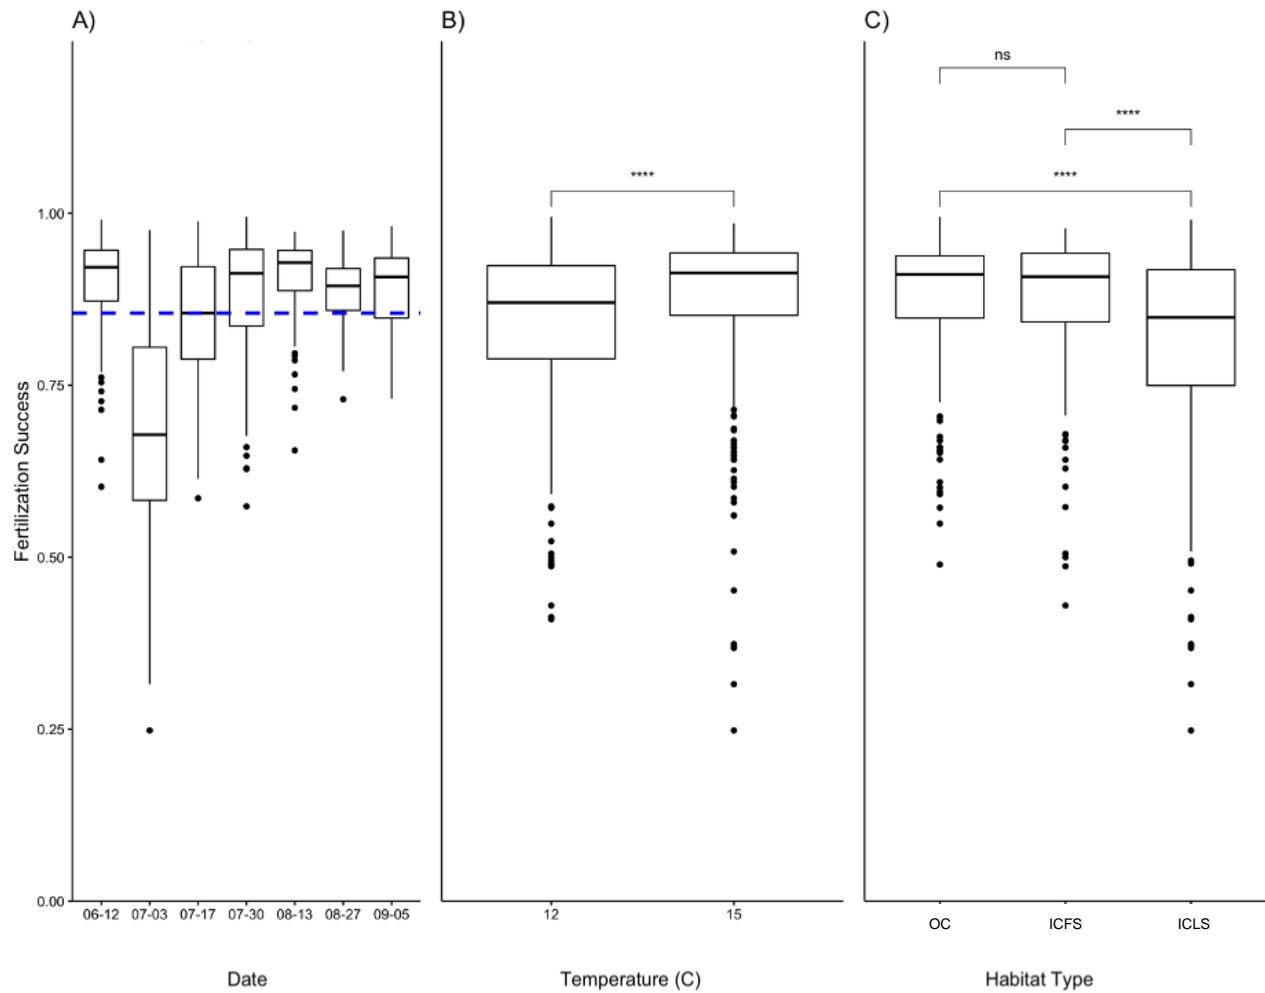 A)
B)
C)
ns
****
****
****
Fertilization Success
1.00
0.75
0.50
0.25
0.00
06-12 07-03 07-17 07-30 08-13 08-27 09-05
12 15
OC ICFS ICLS
Date
Temperature (C)
Habitat Type